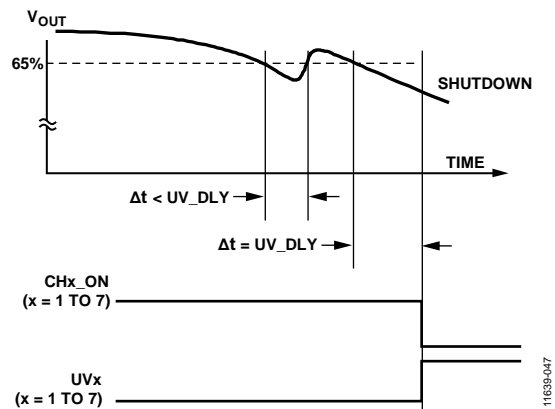 VOUT
65%
SHUTDOWN
TIME
Δt < UV_DLY
Δt = UV_DLY
CHx_ON
(x = 1 TO 7)
UVx
(x = 1 TO 7)
11639-047